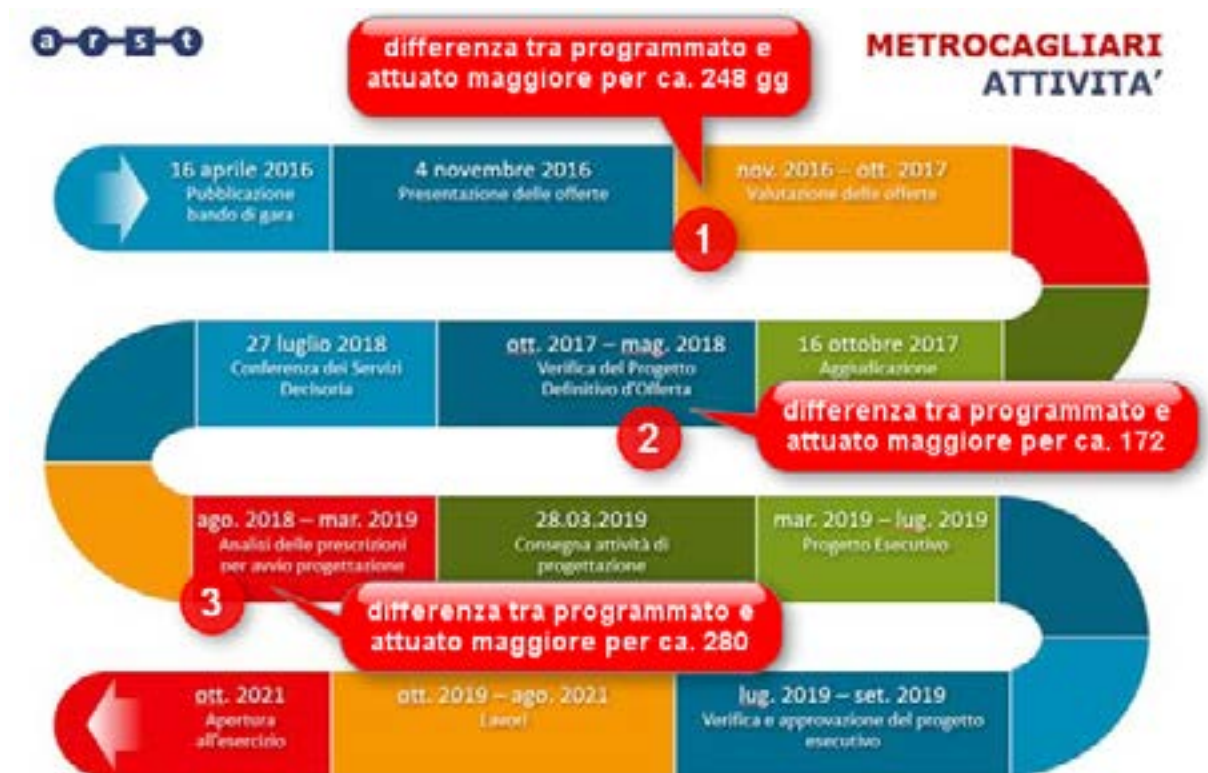 a-r-s-t
METROCAGLIARI
ATTIVITA'
differenza tra programmato e
attuato maggiore per ca. 248 gg
16 aprile 2016
Pubblicazione
bando di gara
4 novembre 2016
Presentazione delle offerte
nov. 2016 – ott. 2017
Valutazione delle offerte
1
16 ottobre 2017
Aggiudicazione
ott. 2017 – mag. 2018
Verifica del Progetto
Definitivo d'Offerta
27 luglio 2018
Conferenza dei Servizi
Decisoria
2
differenza tra programmato e
attuato maggiore per ca. 172
ago. 2018 – mar. 2019
Analisi delle prescrizioni
per avvio progettazione
28.03.2019
Consegna attività di
progettazione
mar. 2019 – lug. 2019
Progetto Esecutivo
3
differenza tra programmato e
attuato maggiore per ca. 280
lug. 2019 – set. 2019
Verifica e approvazione del progetto
esecutivo
ott. 2019 – ago. 2021
Lavori
ott. 2021
Apertura
all'esercizio